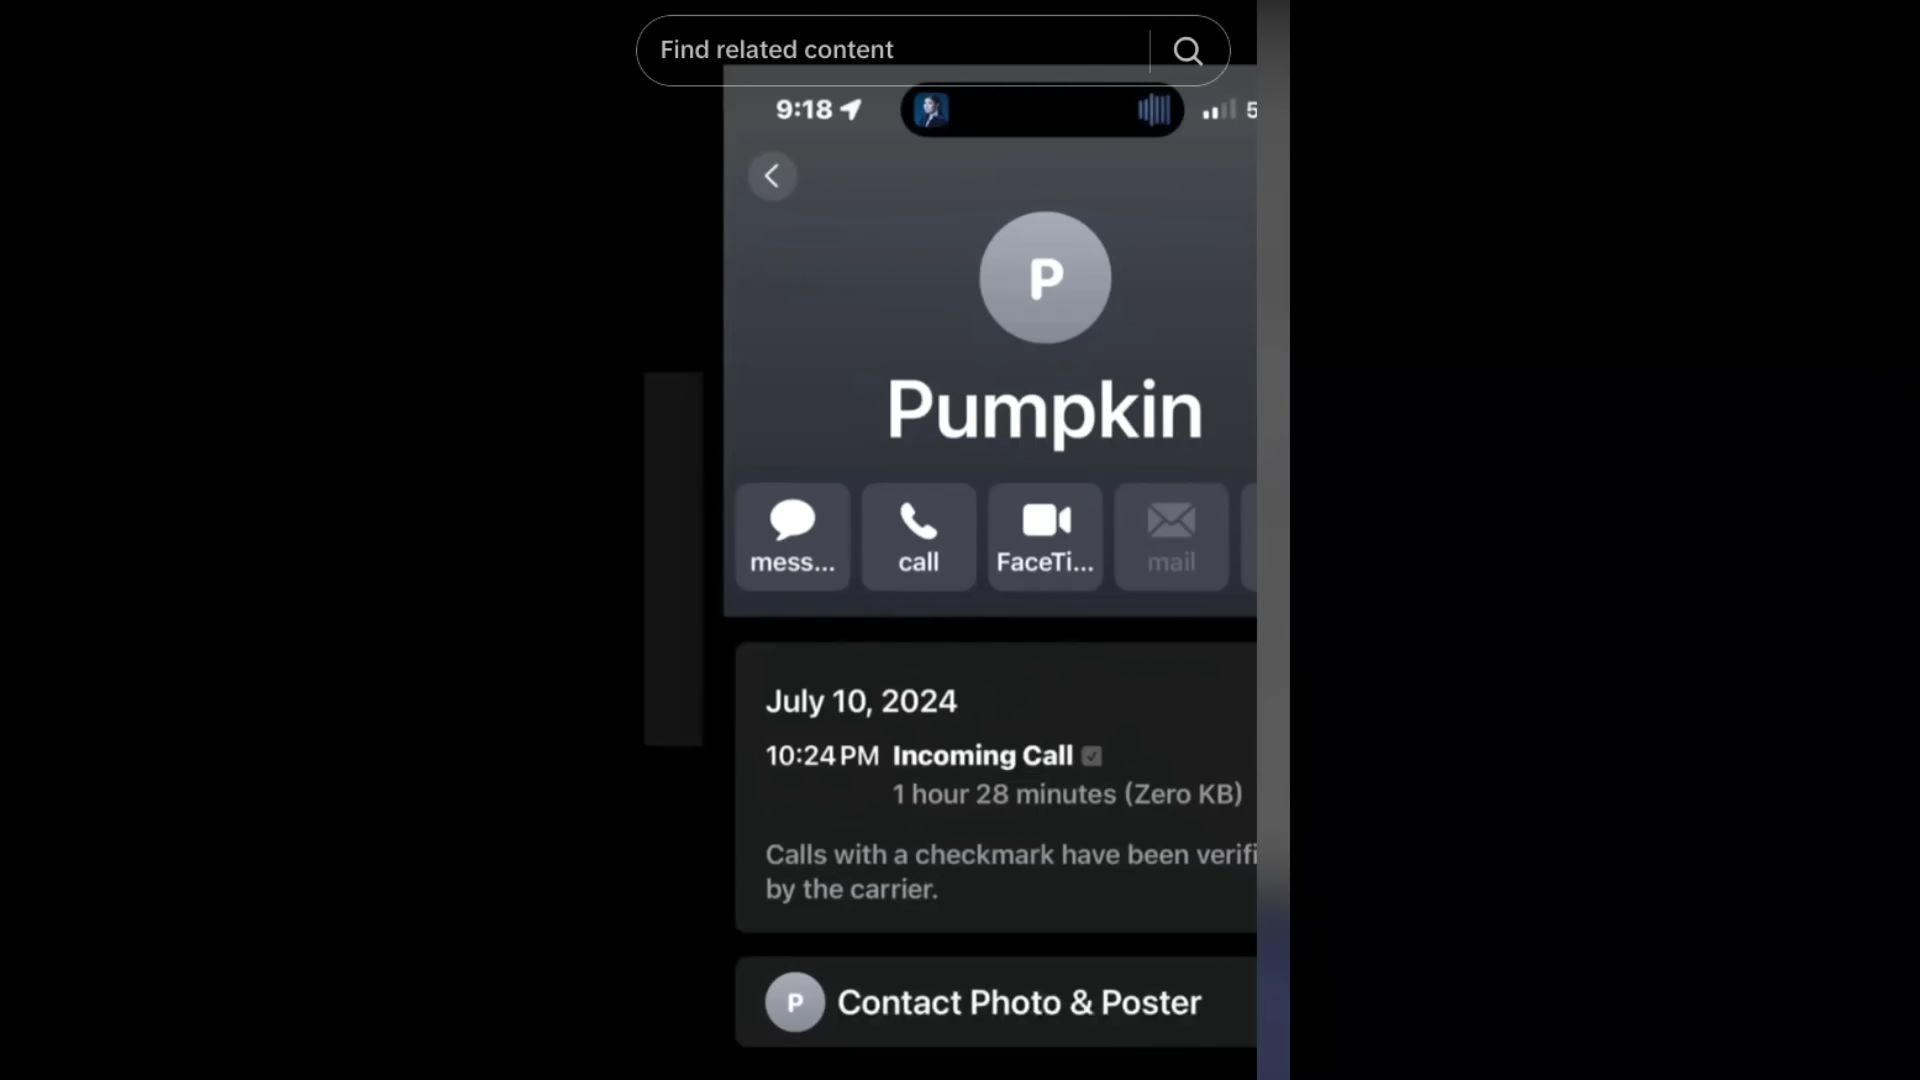 Find related content
9:18
5
P
Pumpkin
mess...
call
FaceTi...
mail
July 10, 2024
10:24 PM Incoming Call
1 hour 28 minutes (Zero KB)
Calls with a checkmark have been verifi
by the carrier.
P
Contact Photo & Poster